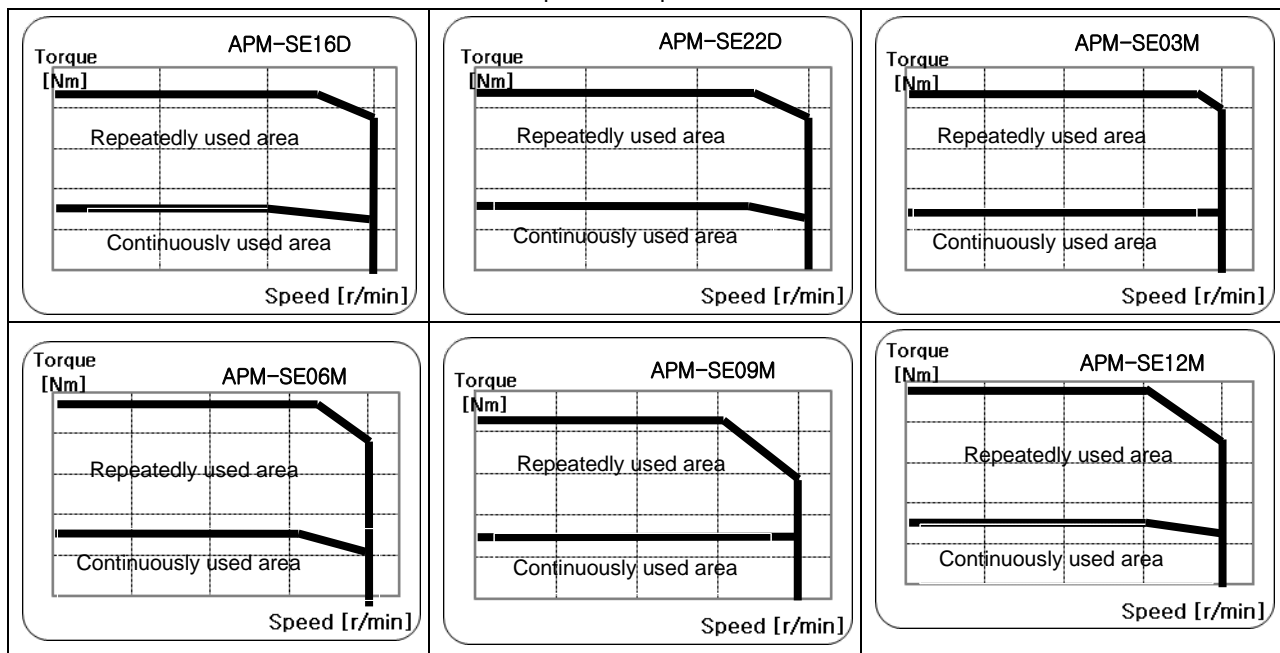 APM-SE16D
Torque
[Nm]
Repeatedly used area
Continuously used area
Speed [r/min]
APM-SE22D
Torque
[Nm]
Repeatedly used area
Continuously used area
Speed [r/min]
APM-SE03M
Torque
[Nm]
Repeatedly used area
Continuously used area
Speed [r/min]
Torque
[Nm]
APM-SE06M
Repeatedly used area
Continuously used area
Speed [r/min]
APM-SE09M
Torque
[Nm]
Repeatedly used area
Continuously used area
Speed [r/min]
Torque
[Nm]
APM-SE12M
Repeatedly used area
Continuously used area
Speed [r/min]